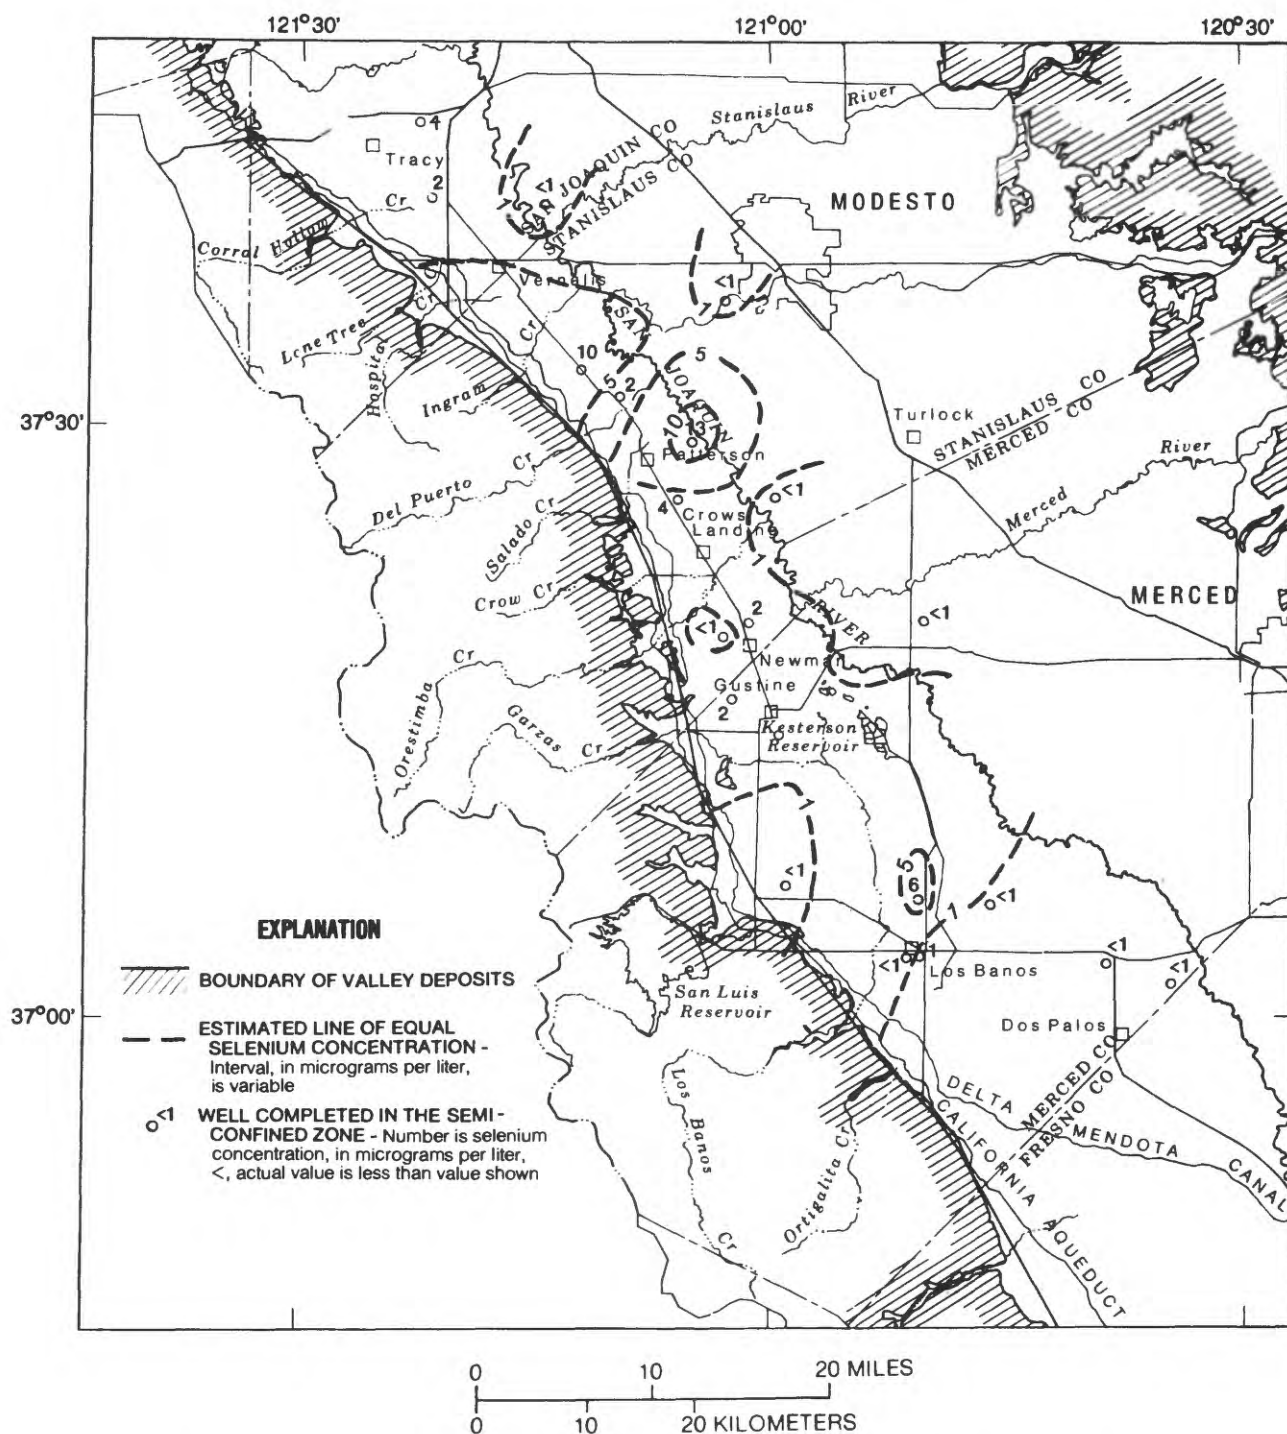 121°30'
121°00'
120°30'
4
Tracy
2
Cr
Corral Hollow
<1
1
SAN JOAQUIN CO
STANISLAUS CO
Stanislaus River
MODESTO
Vernalis
Cr
Lone Tree
Hospital
Cr
Ingram
<1
1
10
5
2
5
SAN JOAQUIN RIVER
10
13
37°30'
Patterson
Turlock
STANISLAUS CO
MERCED CO
River
Merced
Del Puerto Cr
4
Crows
Landing
<1
1
Salado Cr
Crow Cr
MERCED
<1
2
<1
Newman
Gustine
2
Kesterson
Reservoir
Cr
Orestimba
Garzas Cr
1
<1
5
6
1
<1
<1
<1
Los Banos
<1
<1
San Luis
Reservoir
Dos Palos
37°00'
MERCED CO
FRESNO CO
DELTA MENDOTA CANAL
CALIFORNIA AQUEDUCT
Los Banos Cr
Ortigalita Cr
EXPLANATION
BOUNDARY OF VALLEY DEPOSITS
ESTIMATED LINE OF EQUAL
SELENIUM CONCENTRATION -
Interval, in micrograms per liter,
is variable
<1
WELL COMPLETED IN THE SEMI-
CONFINED ZONE - Number is selenium
concentration, in micrograms per liter,
<, actual value is less than value shown
0 10 20 MILES
0 10 20 KILOMETERS